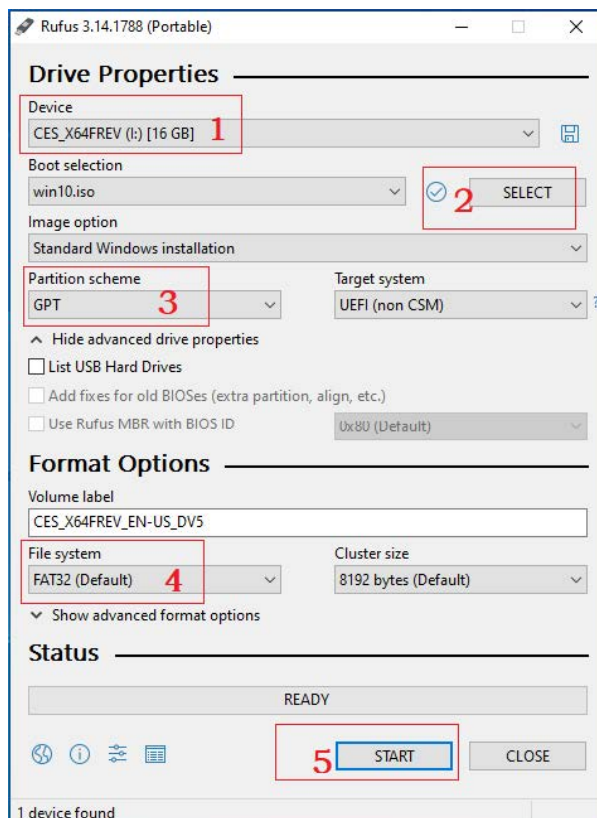 Rufus 3.14.1788 (Portable)
Drive Properties
Device
CES_X64FREV (I:) [16 GB] 1
Boot selection
win10.iso 2 SELECT
Image option
Standard Windows installation
Partition scheme Target system
GPT 3 UEFI (non CSM) ?
Hide advanced drive properties
List USB Hard Drives
Add fixes for old BIOSes (extra partition, align, etc.)
Use Rufus MBR with BIOS ID 0x80 (Default)
Format Options
Volume label
CES_X64FREV_EN-US_DV5
File system Cluster size
FAT32 (Default) 4 8192 bytes (Default)
Show advanced format options
Status
READY
5 START CLOSE
1 device found